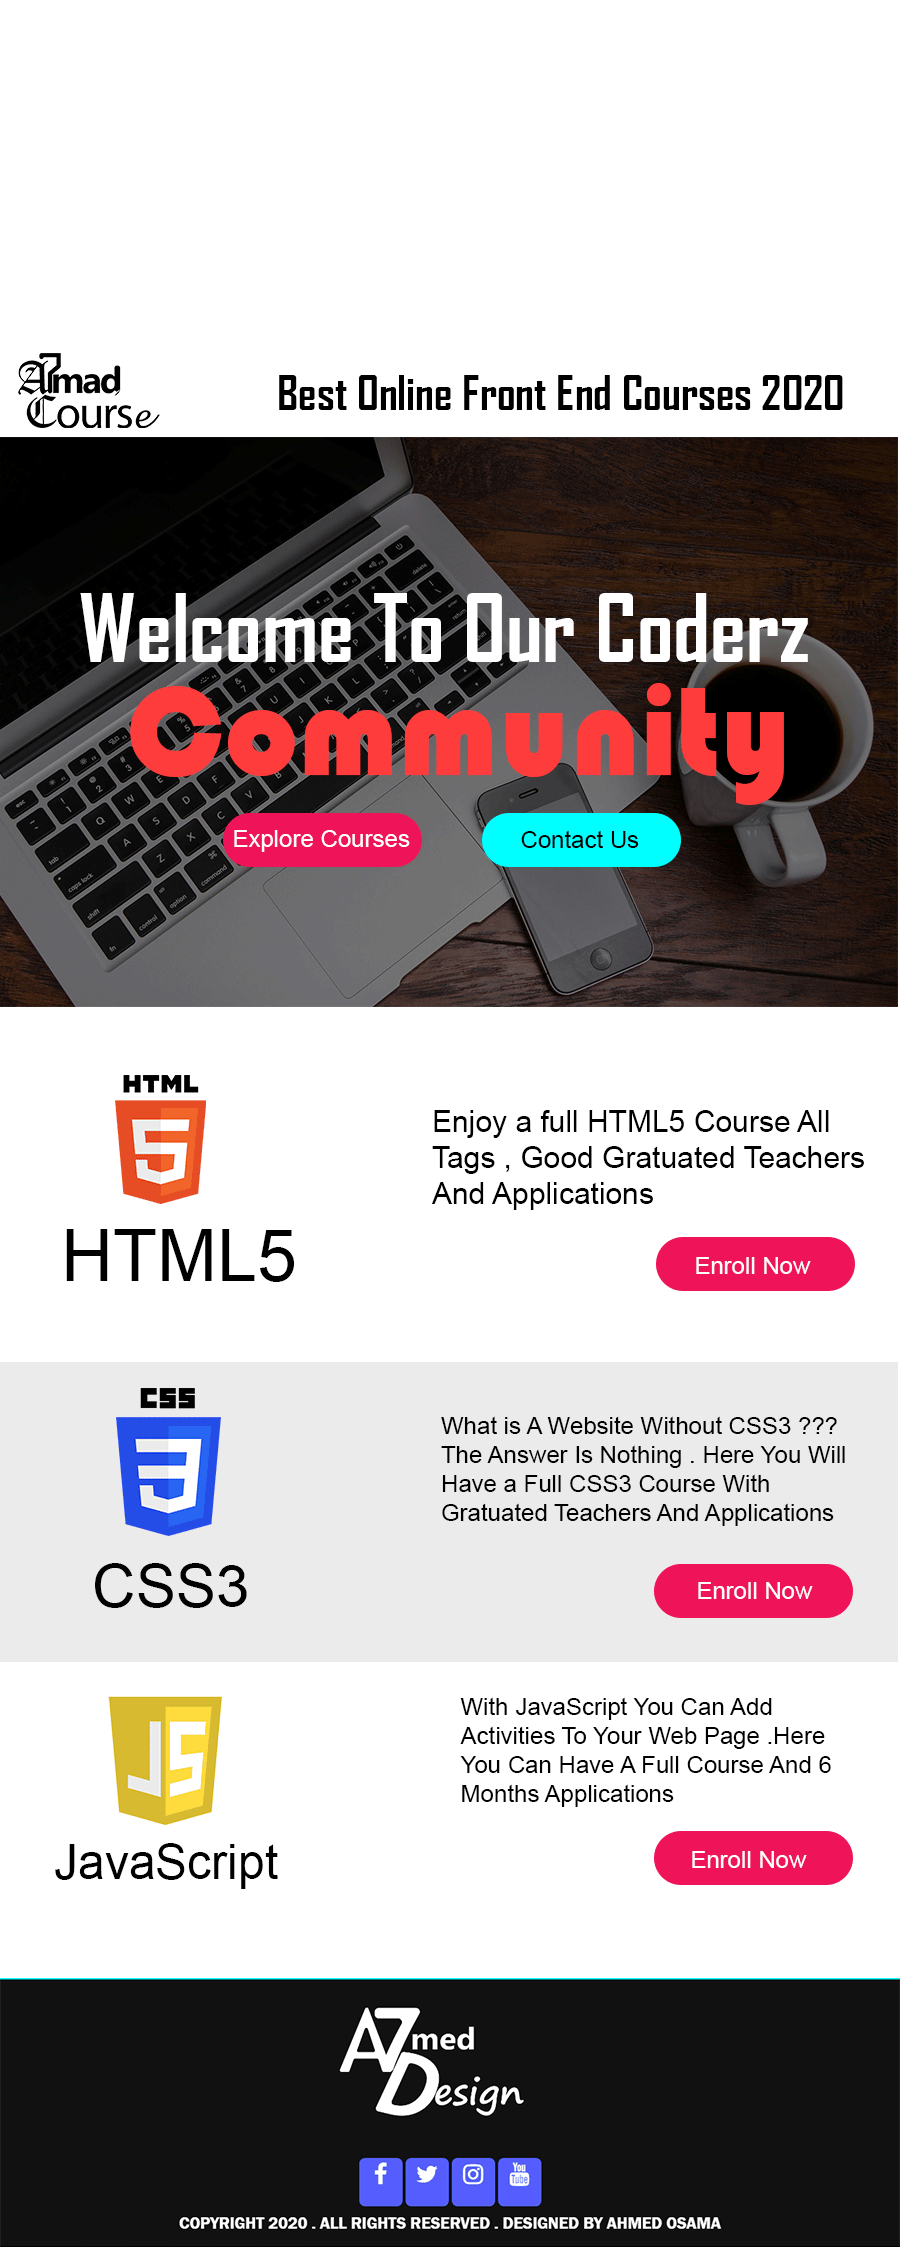 A7mad
Course
Best Online Front End Courses 2020
Welcome To Our Coderz
Community
Explore Courses
Contact Us
HTML
5
HTML5
Enjoy a full HTML5 Course All
Tags , Good Gratuated Teachers
And Applications
Enroll Now
CSS
3
CSS3
What is A Website Without CSS3 ???
The Answer Is Nothing . Here You Will
Have a Full CSS3 Course With
Gratuated Teachers And Applications
Enroll Now
JS
JavaScript
With JavaScript You Can Add
Activities To Your Web Page .Here
You Can Have A Full Course And 6
Months Applications
Enroll Now
A7med
Design
You
Tube
COPYRIGHT 2020 . ALL RIGHTS RESERVED . DESIGNED BY AHMED OSAMA